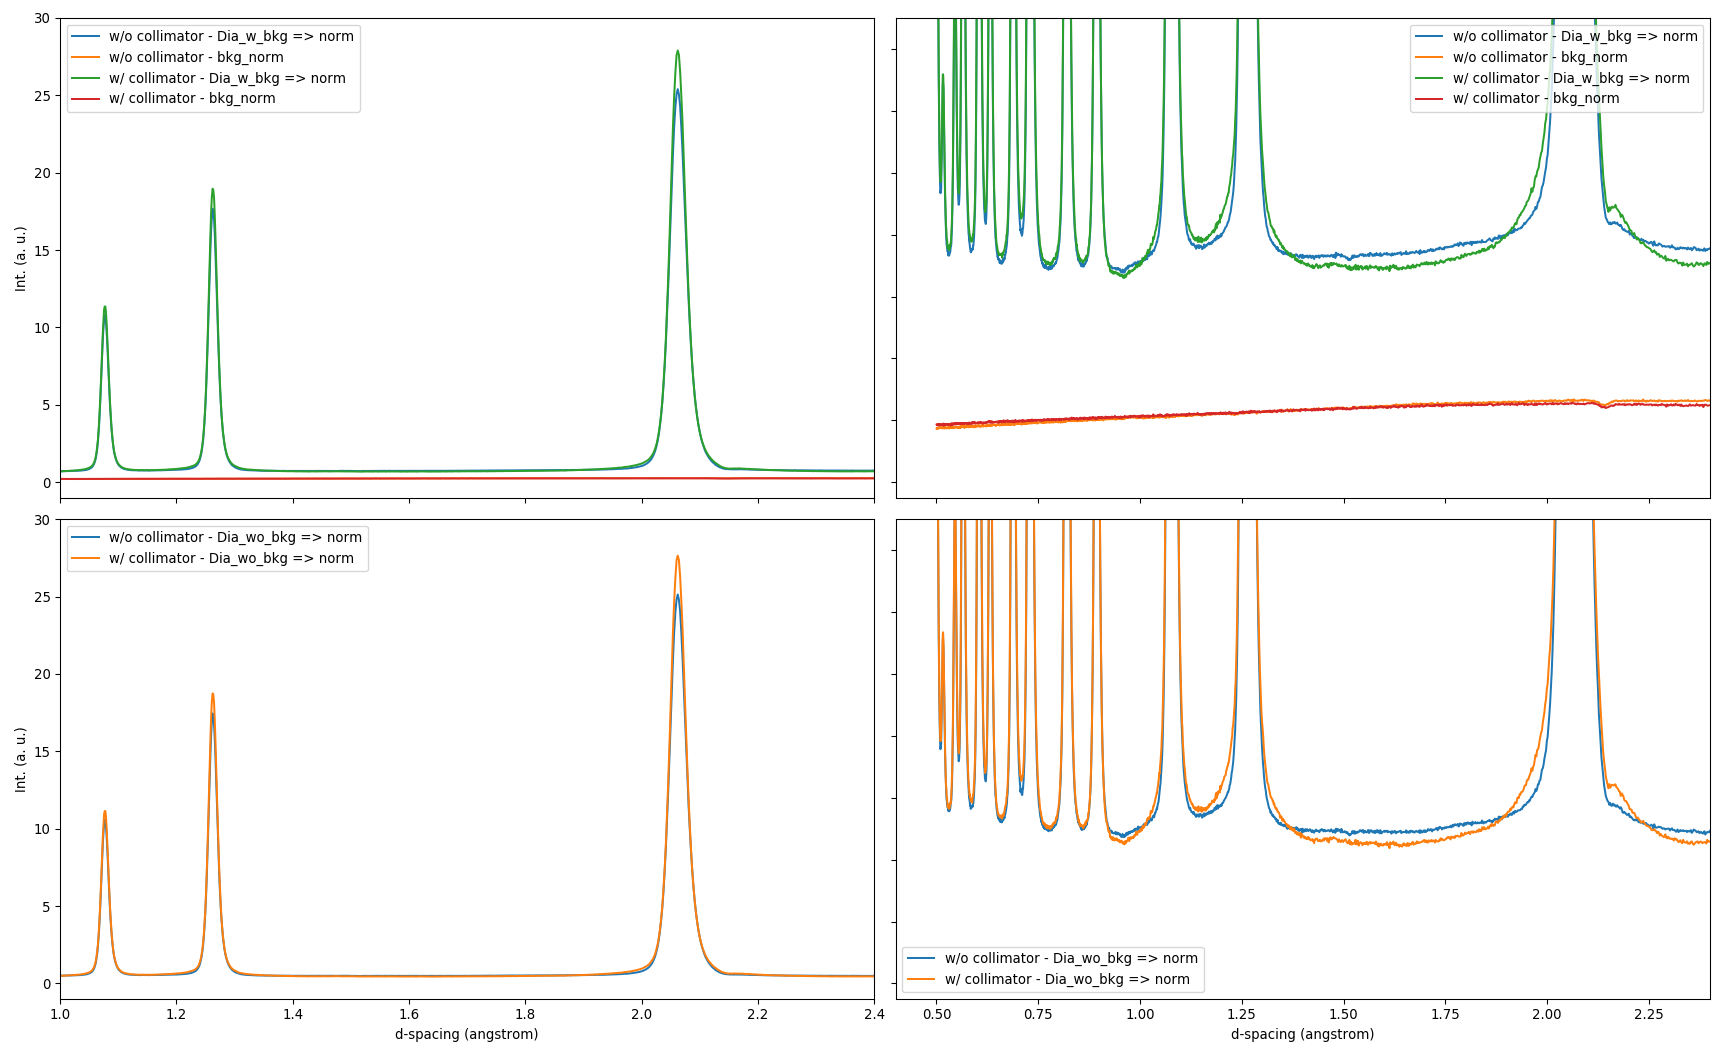 30
25
20
15
10
5
0
Int. (a. u.)
w/o collimator - Dia_w_bkg => norm
w/o collimator - bkg_norm
w/ collimator - Dia_w_bkg => norm
w/ collimator - bkg_norm
w/o collimator - Dia_w_bkg => norm
w/o collimator - bkg_norm
w/ collimator - Dia_w_bkg => norm
w/ collimator - bkg_norm
30
25
20
15
10
5
0
Int. (a. u.)
w/o collimator - Dia_wo_bkg => norm
w/ collimator - Dia_wo_bkg => norm
1.0 1.2 1.4 1.6 1.8 2.0 2.2 2.4
d-spacing (angstrom)
w/o collimator - Dia_wo_bkg => norm
w/ collimator - Dia_wo_bkg => norm
0.50 0.75 1.00 1.25 1.50 1.75 2.00 2.25
d-spacing (angstrom)